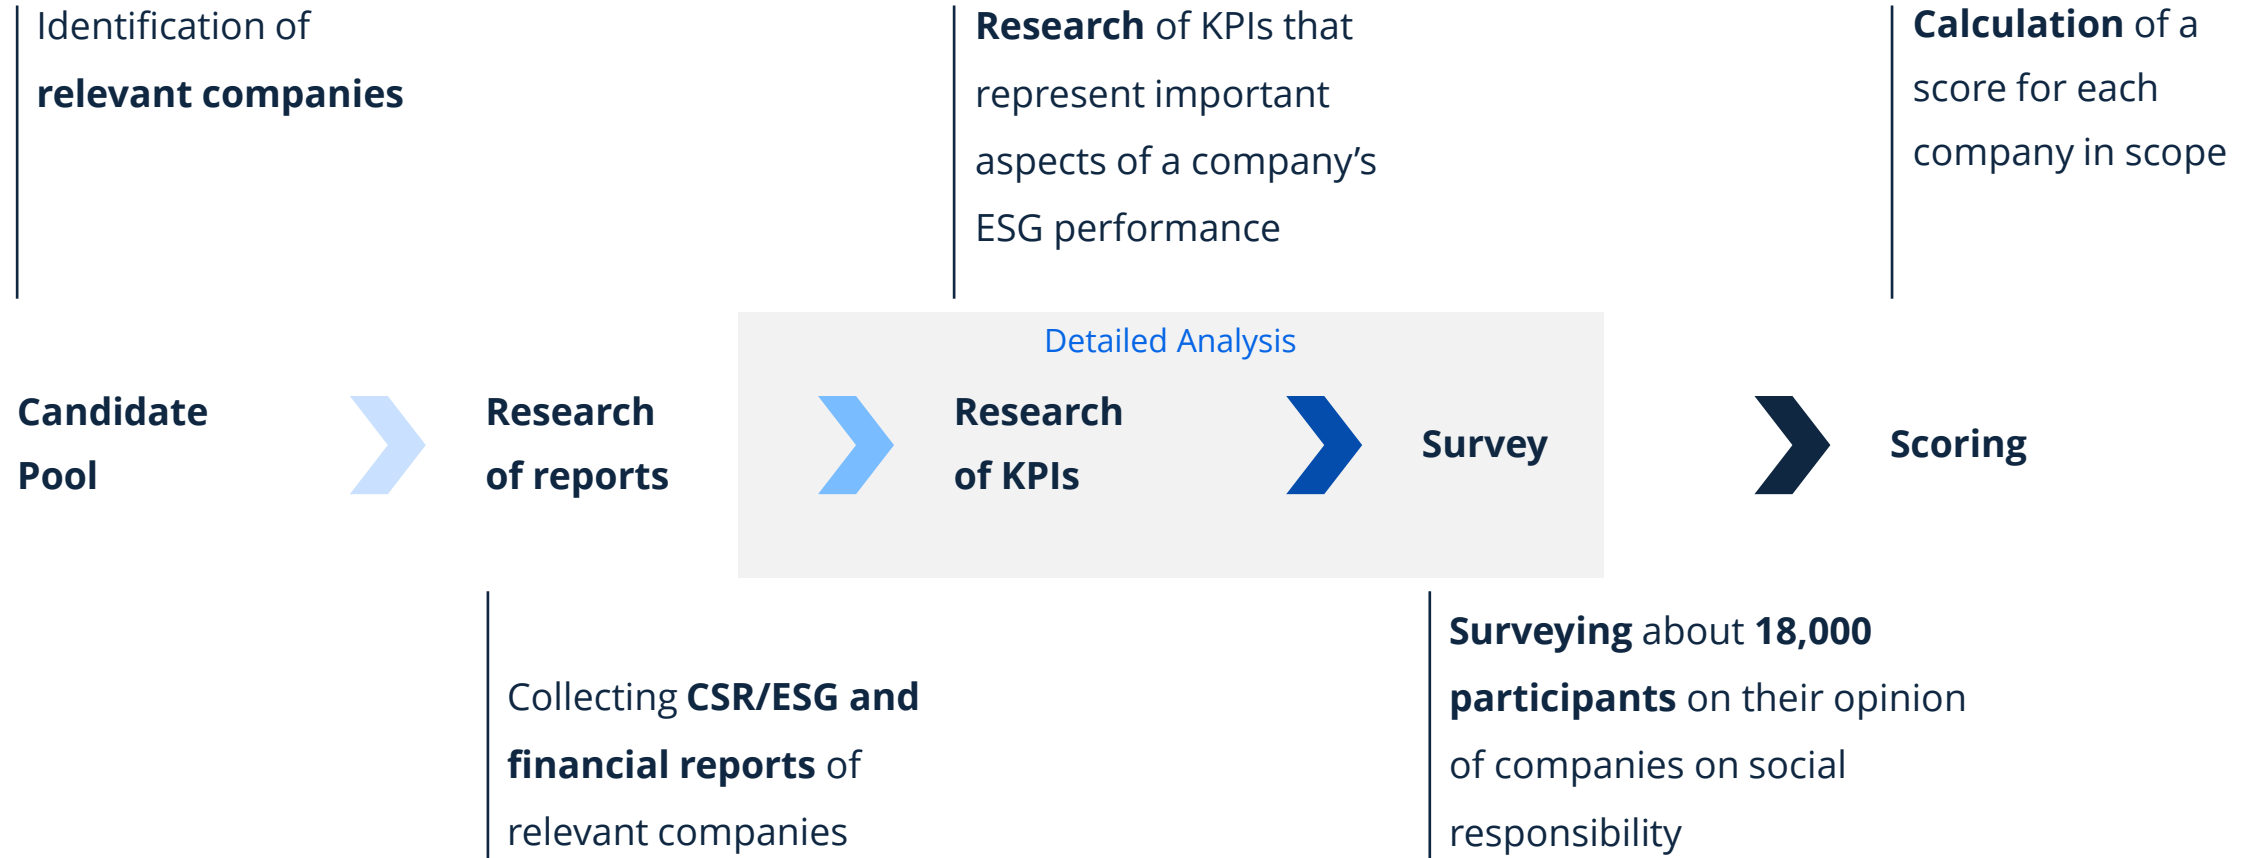 Identification of
relevant companies
Research of KPIs that
represent important
aspects of a company’s
ESG performance
Calculation of a
score for each
company in scope
Detailed Analysis
Candidate
Pool
Research
of reports
Research
of KPIs
Survey
Scoring
Collecting CSR/ESG and
financial reports of
relevant companies
Surveying about 18,000
participants on their opinion
of companies on social
responsibility